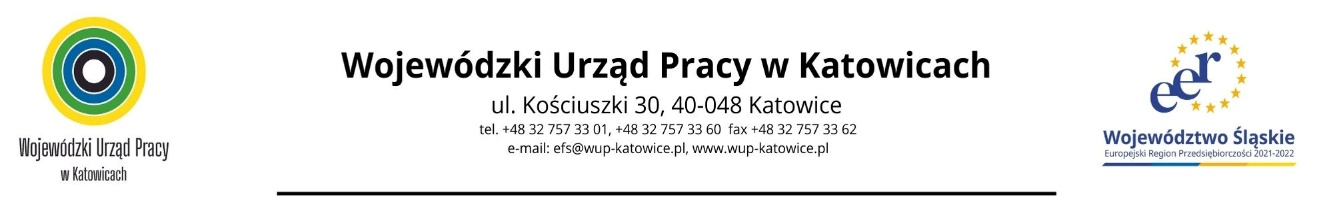 Wojewódzki Urząd Pracy
w Katowicach
Wojewódzki Urząd Pracy w Katowicach
ul. Kościuszki 30, 40-048 Katowice
tel. +48 32 757 33 01, +48 32 757 33 60 fax +48 32 757 33 62
e-mail: efs@wup-katowice.pl, www.wup-katowice.pl
eer
Województwo Śląskie
Europejski Region Przedsiębiorczości 2021-2022